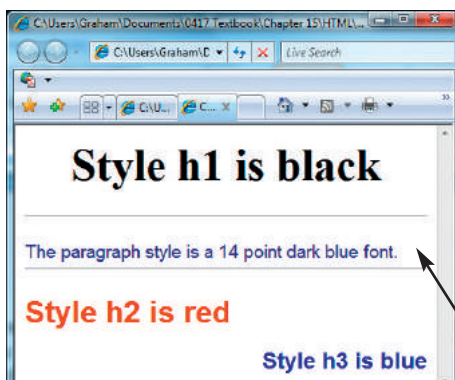 C:\Users\Graham\Documents\0417 Textbook\Chapter 15\HTML\...
C:\Users\Graham\D
Live Search
C:\U...
C...
Style h1 is black
The paragraph style is a 14 point dark blue font.
Style h2 is red
Style h3 is blue